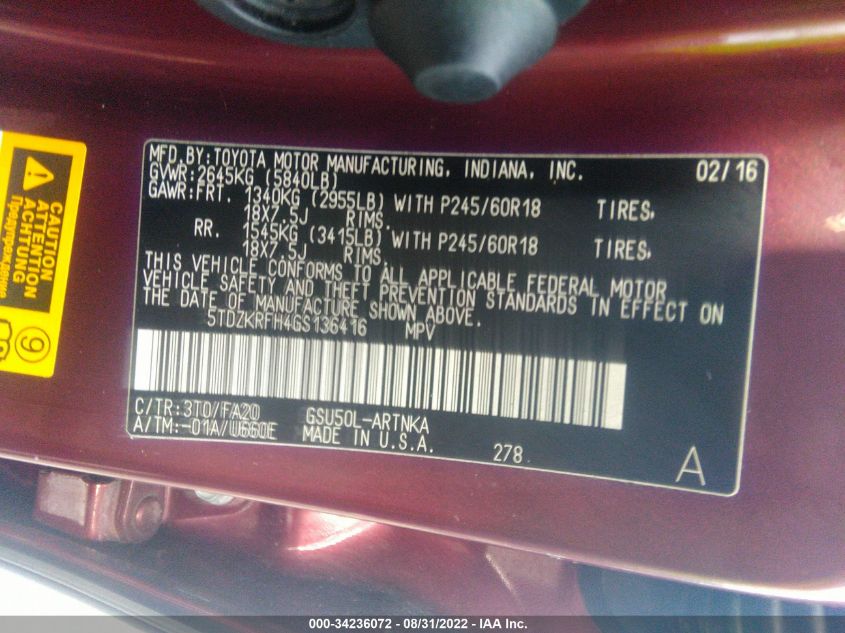 MFD.BY:TOYOTA MOTOR MANUFACTURING, INDIANA, INC. 02/16
GVWR:2645KG (5840LB)
GAWR:FRT. 1340KG (2955LB) WITH P245/60R18 TIRES,
18X7.5J RIMS.
RR. 1545KG (3415LB) WITH P245/60R18 TIRES,
18X7.5J RIMS.
THIS VEHICLE CONFORMS TO ALL APPLICABLE FEDERAL MOTOR
VEHICLE SAFETY AND THEFT PREVENTION STANDARDS IN EFFECT ON
THE DATE OF MANUFACTURE SHOWN ABOVE.
5TDZKRFH4GS136416 MPV
C/TR:3T0/FA20 GSU50L-ARTNKA
A/TM:-01A/U660E MADE IN U.S.A.
278
A
CAUTION
ATTENTION
ACHTUNG
9
000-34236072 - 08/31/2022 - IAA Inc.